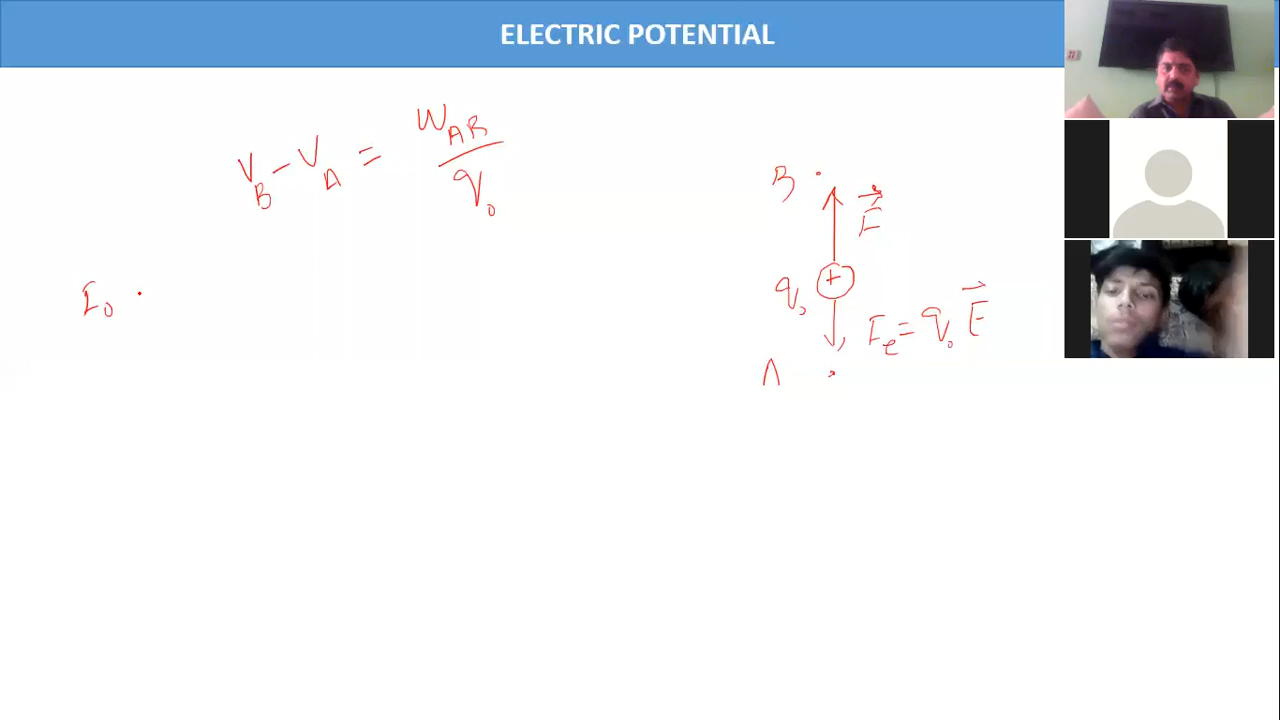 ELECTRIC POTENTIAL
V_B - V_A = W_AB / q_0
B
E⃗
q_0
F_e = q_0 E⃗
A